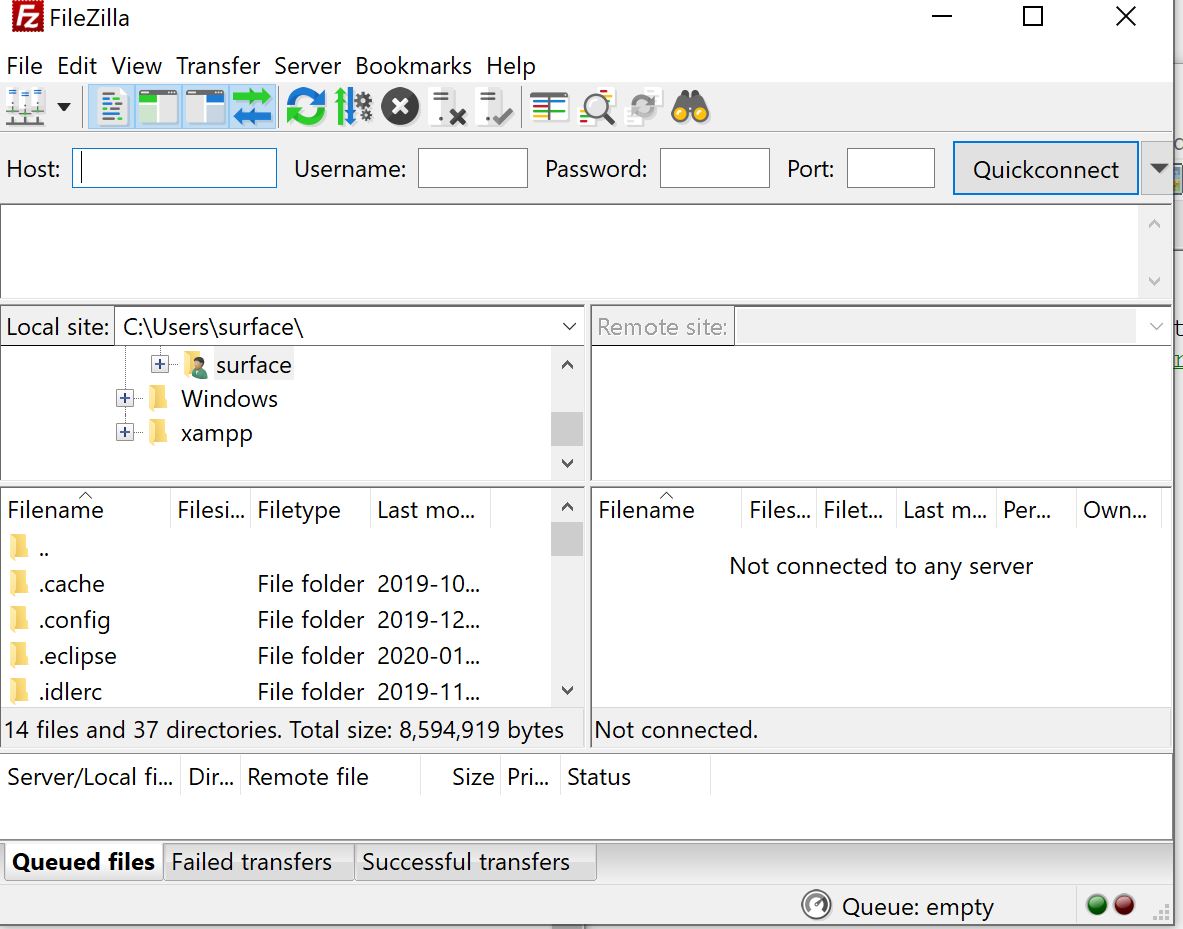 FileZilla
File Edit View Transfer Server Bookmarks Help
Host: Username: Password: Port: Quickconnect
Local site: C:\Users\surface\ Remote site:
surface
Windows
xampp
Filename Filesi... Filetype Last mo... Filename Files... Filet... Last m... Per... Own...
..
Not connected to any server
.cache File folder 2019-10...
.config File folder 2019-12...
.eclipse File folder 2020-01...
.idlerc File folder 2019-11...
14 files and 37 directories. Total size: 8,594,919 bytes Not connected.
Server/Local fi... Dir... Remote file Size Pri... Status
Queued files Failed transfers Successful transfers
Queue: empty